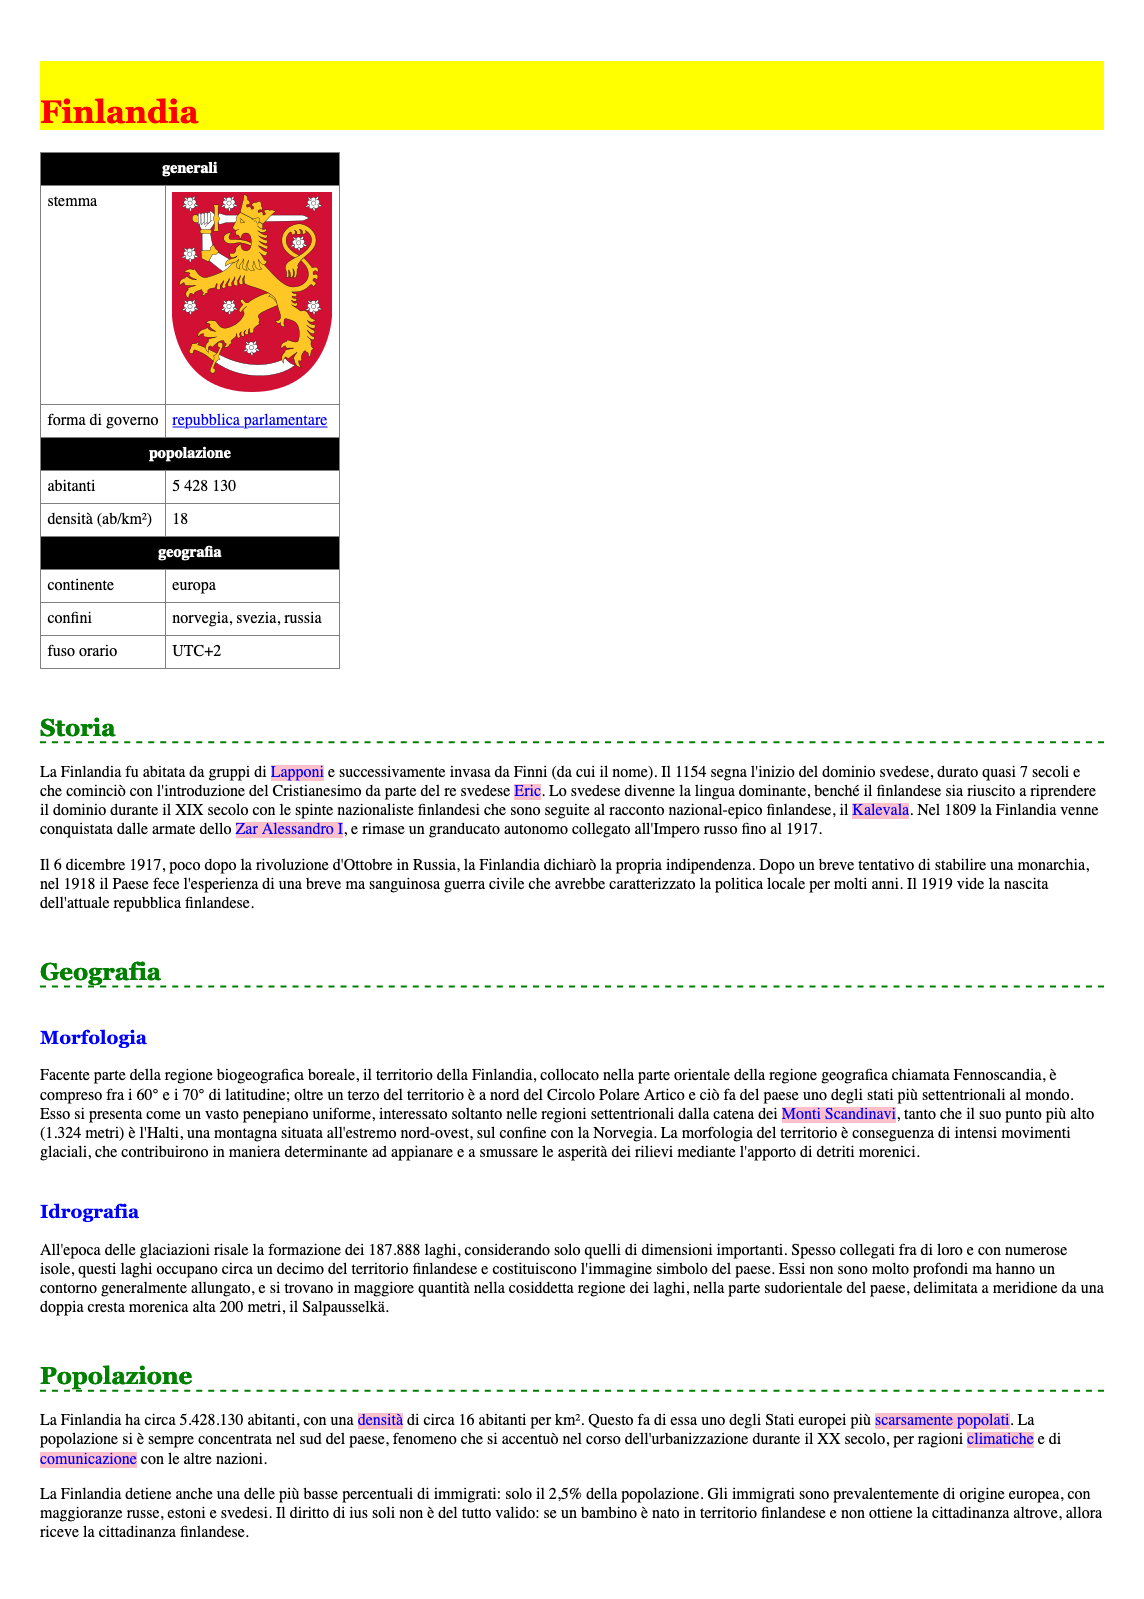 Finlandia
generali
stemma
forma di governo repubblica parlamentare
popolazione
abitanti 5 428 130
densità (ab/km²) 18
geografia
continente europa
confini norvegia, svezia, russia
fuso orario UTC+2
Storia
La Finlandia fu abitata da gruppi di Lapponi e successivamente invasa da Finni (da cui il nome). Il 1154 segna l'inizio del dominio svedese, durato quasi 7 secoli e
che cominciò con l'introduzione del Cristianesimo da parte del re svedese Eric. Lo svedese divenne la lingua dominante, benché il finlandese sia riuscito a riprendere
il dominio durante il XIX secolo con le spinte nazionaliste finlandesi che sono seguite al racconto nazional-epico finlandese, il Kalevala. Nel 1809 la Finlandia venne
conquistata dalle armate dello Zar Alessandro I, e rimase un granducato autonomo collegato all'Impero russo fino al 1917.
Il 6 dicembre 1917, poco dopo la rivoluzione d'Ottobre in Russia, la Finlandia dichiarò la propria indipendenza. Dopo un breve tentativo di stabilire una monarchia,
nel 1918 il Paese fece l'esperienza di una breve ma sanguinosa guerra civile che avrebbe caratterizzato la politica locale per molti anni. Il 1919 vide la nascita
dell'attuale repubblica finlandese.
Geografia
Morfologia
Facente parte della regione biogeografica boreale, il territorio della Finlandia, collocato nella parte orientale della regione geografica chiamata Fennoscandia, è
compreso fra i 60° e i 70° di latitudine; oltre un terzo del territorio è a nord del Circolo Polare Artico e ciò fa del paese uno degli stati più settentrionali al mondo.
Esso si presenta come un vasto penepiano uniforme, interessato soltanto nelle regioni settentrionali dalla catena dei Monti Scandinavi, tanto che il suo punto più alto
(1.324 metri) è l'Halti, una montagna situata all'estremo nord-ovest, sul confine con la Norvegia. La morfologia del territorio è conseguenza di intensi movimenti
glaciali, che contribuirono in maniera determinante ad appianare e a smussare le asperità dei rilievi mediante l'apporto di detriti morenici.
Idrografia
All'epoca delle glaciazioni risale la formazione dei 187.888 laghi, considerando solo quelli di dimensioni importanti. Spesso collegati fra di loro e con numerose
isole, questi laghi occupano circa un decimo del territorio finlandese e costituiscono l'immagine simbolo del paese. Essi non sono molto profondi ma hanno un
contorno generalmente allungato, e si trovano in maggiore quantità nella cosiddetta regione dei laghi, nella parte sudorientale del paese, delimitata a meridione da una
doppia cresta morenica alta 200 metri, il Salpausselkä.
Popolazione
La Finlandia ha circa 5.428.130 abitanti, con una densità di circa 16 abitanti per km². Questo fa di essa uno degli Stati europei più scarsamente popolati. La
popolazione si è sempre concentrata nel sud del paese, fenomeno che si accentuò nel corso dell'urbanizzazione durante il XX secolo, per ragioni climatiche e di
comunicazione con le altre nazioni.
La Finlandia detiene anche una delle più basse percentuali di immigrati: solo il 2,5% della popolazione. Gli immigrati sono prevalentemente di origine europea, con
maggioranze russe, estoni e svedesi. Il diritto di ius soli non è del tutto valido: se un bambino è nato in territorio finlandese e non ottiene la cittadinanza altrove, allora
riceve la cittadinanza finlandese.